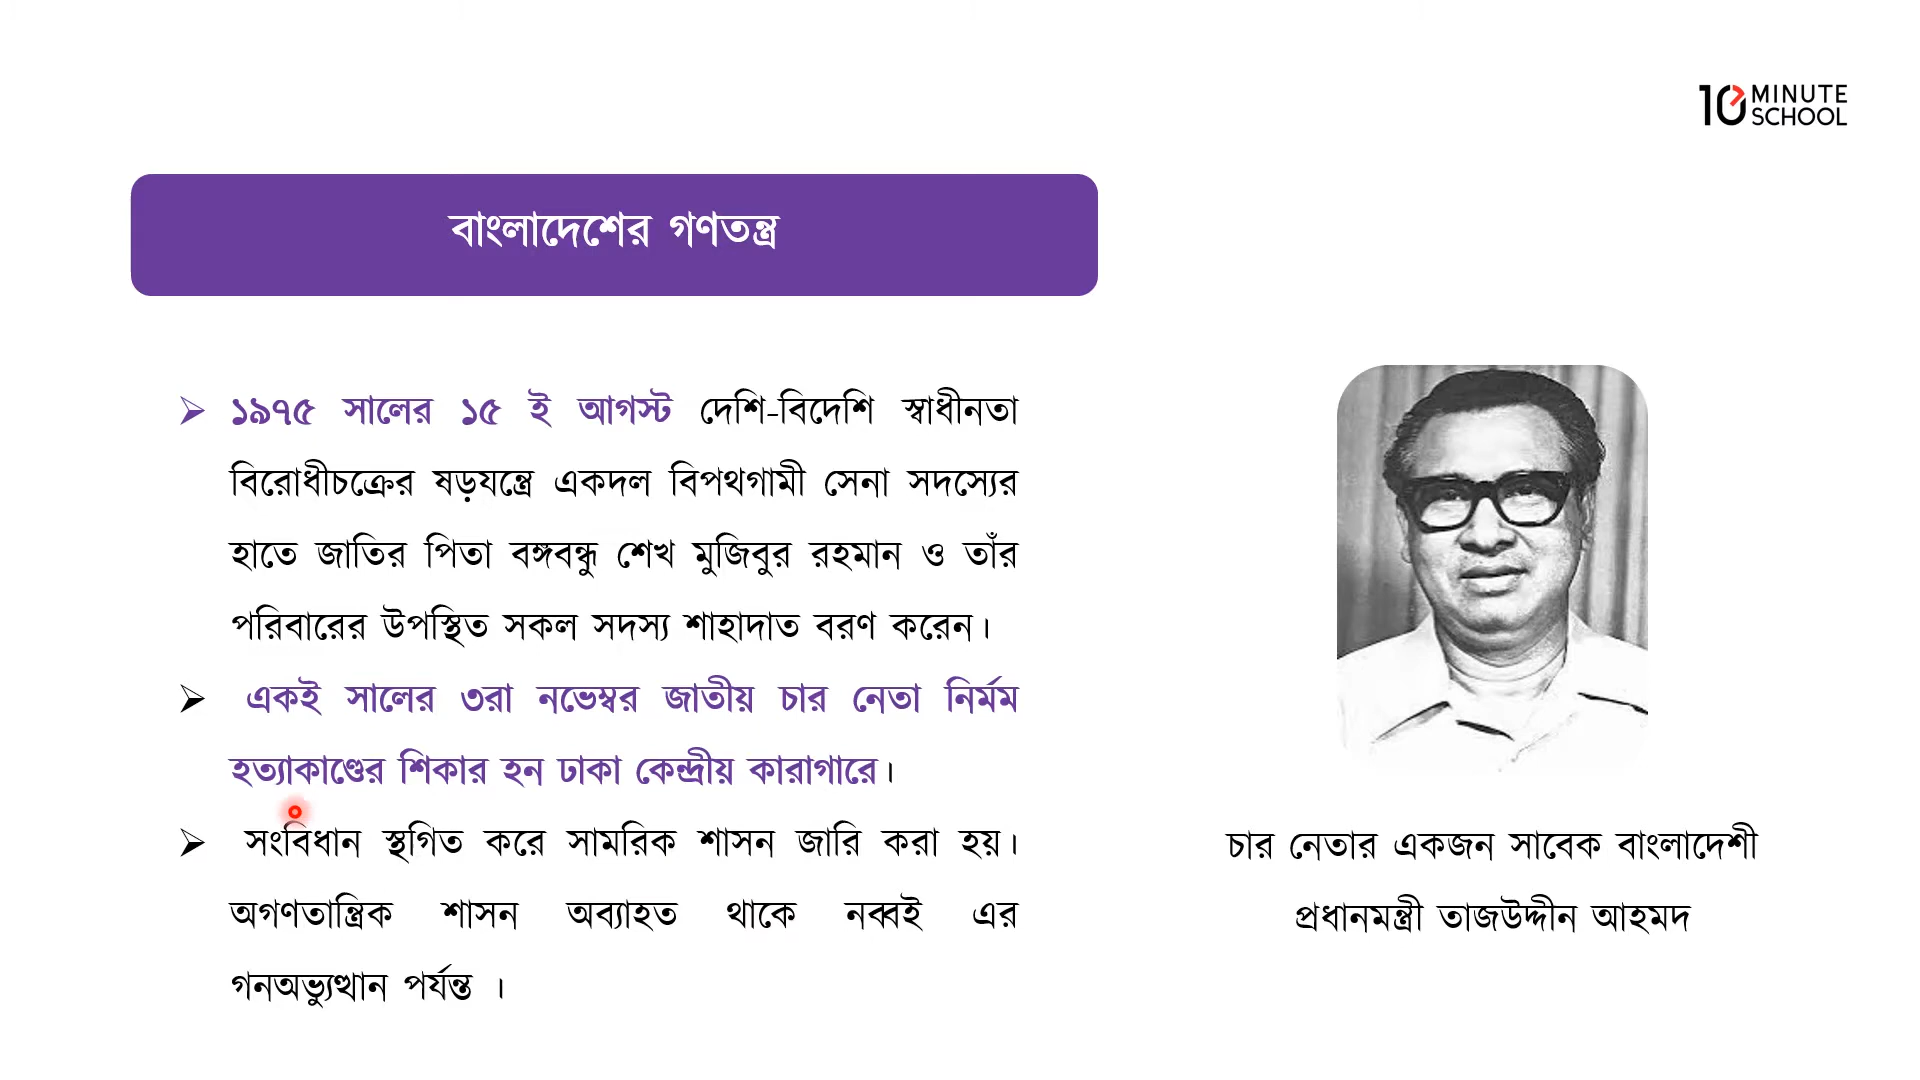 10 MINUTE
SCHOOL
বাংলাদেশের গণতন্ত্র
➢ ১৯৭৫ সালের ১৫ ই আগস্ট দেশি-বিদেশি স্বাধীনতা
বিরোধীচক্রের ষড়যন্ত্রে একদল বিপথগামী সেনা সদস্যের
হাতে জাতির পিতা বঙ্গবন্ধু শেখ মুজিবুর রহমান ও তাঁর
পরিবারের উপস্থিত সকল সদস্য শাহাদাত বরণ করেন।
➢ একই সালের ৩রা নভেম্বর জাতীয় চার নেতা নির্মম
হত্যাকাণ্ডের শিকার হন ঢাকা কেন্দ্রীয় কারাগারে।
➢ সংবিধান স্থগিত করে সামরিক শাসন জারি করা হয়।
অগণতান্ত্রিক শাসন অব্যাহত থাকে নব্বই এর
গনঅভ্যুত্থান পর্যন্ত ।
চার নেতার একজন সাবেক বাংলাদেশী
প্রধানমন্ত্রী তাজউদ্দীন আহমদ